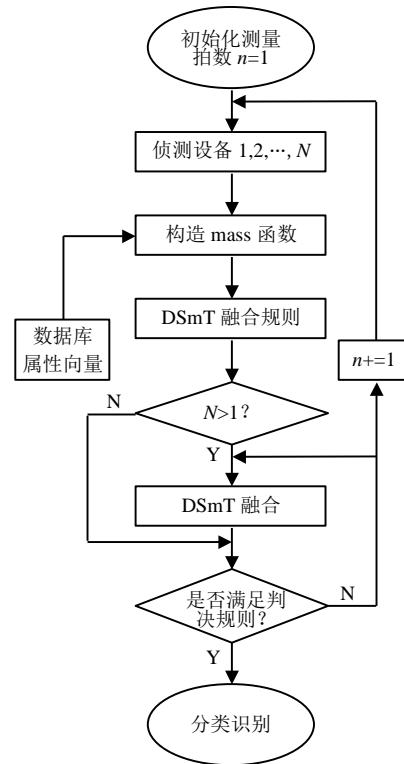 初始化测量
拍数 n=1
侦测设备 1,2,⋯, N
构造 mass 函数
DSmT 融合规则
数据库
属性向量
n+=1
N
N>1？
Y
DSmT 融合
是否满足判
决规则？
N
Y
分类识别